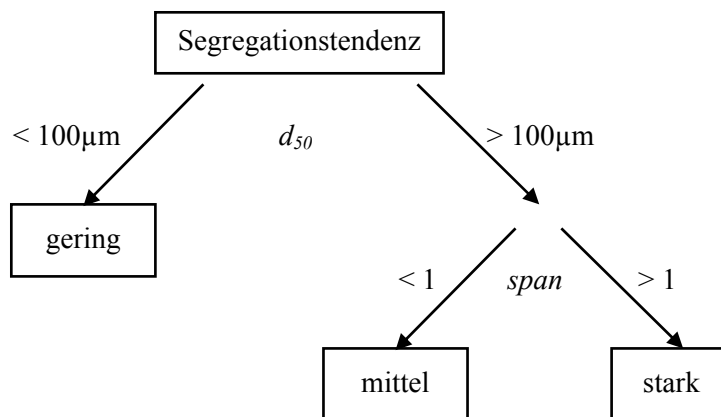 Segregationstendenz
< 100µm
d50
> 100µm
gering
< 1
span
> 1
mittel
stark